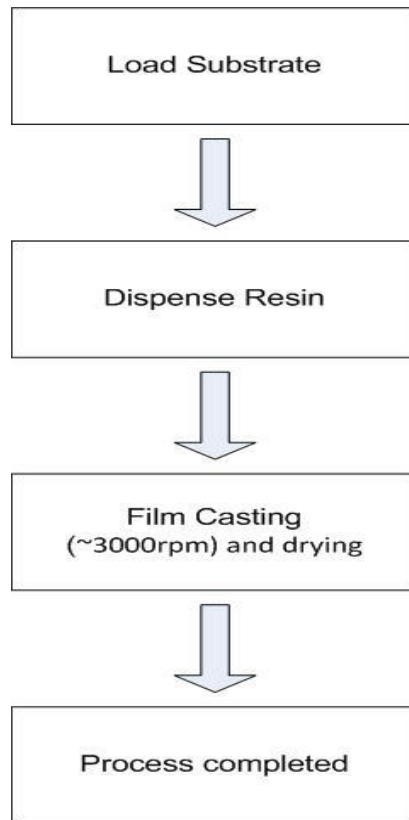 Load Substrate
Dispense Resin
Film Casting
(~3000rpm) and drying
Process completed